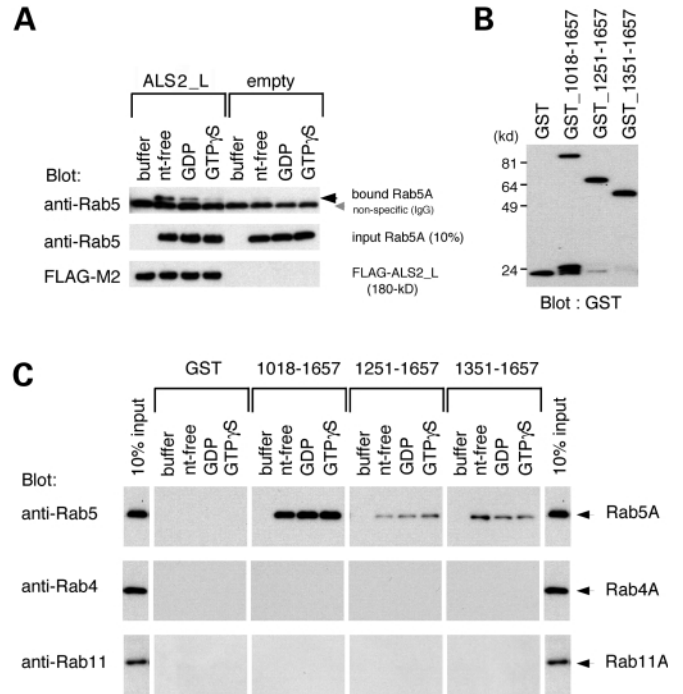 A
ALS2_L empty
buffer nt-free GDP GTPγS buffer nt-free GDP GTPγS
Blot:
anti-Rab5 bound Rab5A
non-specific (IgG)
anti-Rab5 input Rab5A (10%)
FLAG-M2 FLAG-ALS2_L
(180-kD)
B
GST GST_1018-1657 GST_1251-1657 GST_1351-1657
(kd)
81
64
49
24
Blot : GST
C
GST 1018-1657 1251-1657 1351-1657
10% input buffer nt-free GDP GTPγS buffer nt-free GDP GTPγS buffer nt-free GDP GTPγS buffer nt-free GDP GTPγS 10% input
Blot:
anti-Rab5 Rab5A
anti-Rab4 Rab4A
anti-Rab11 Rab11A